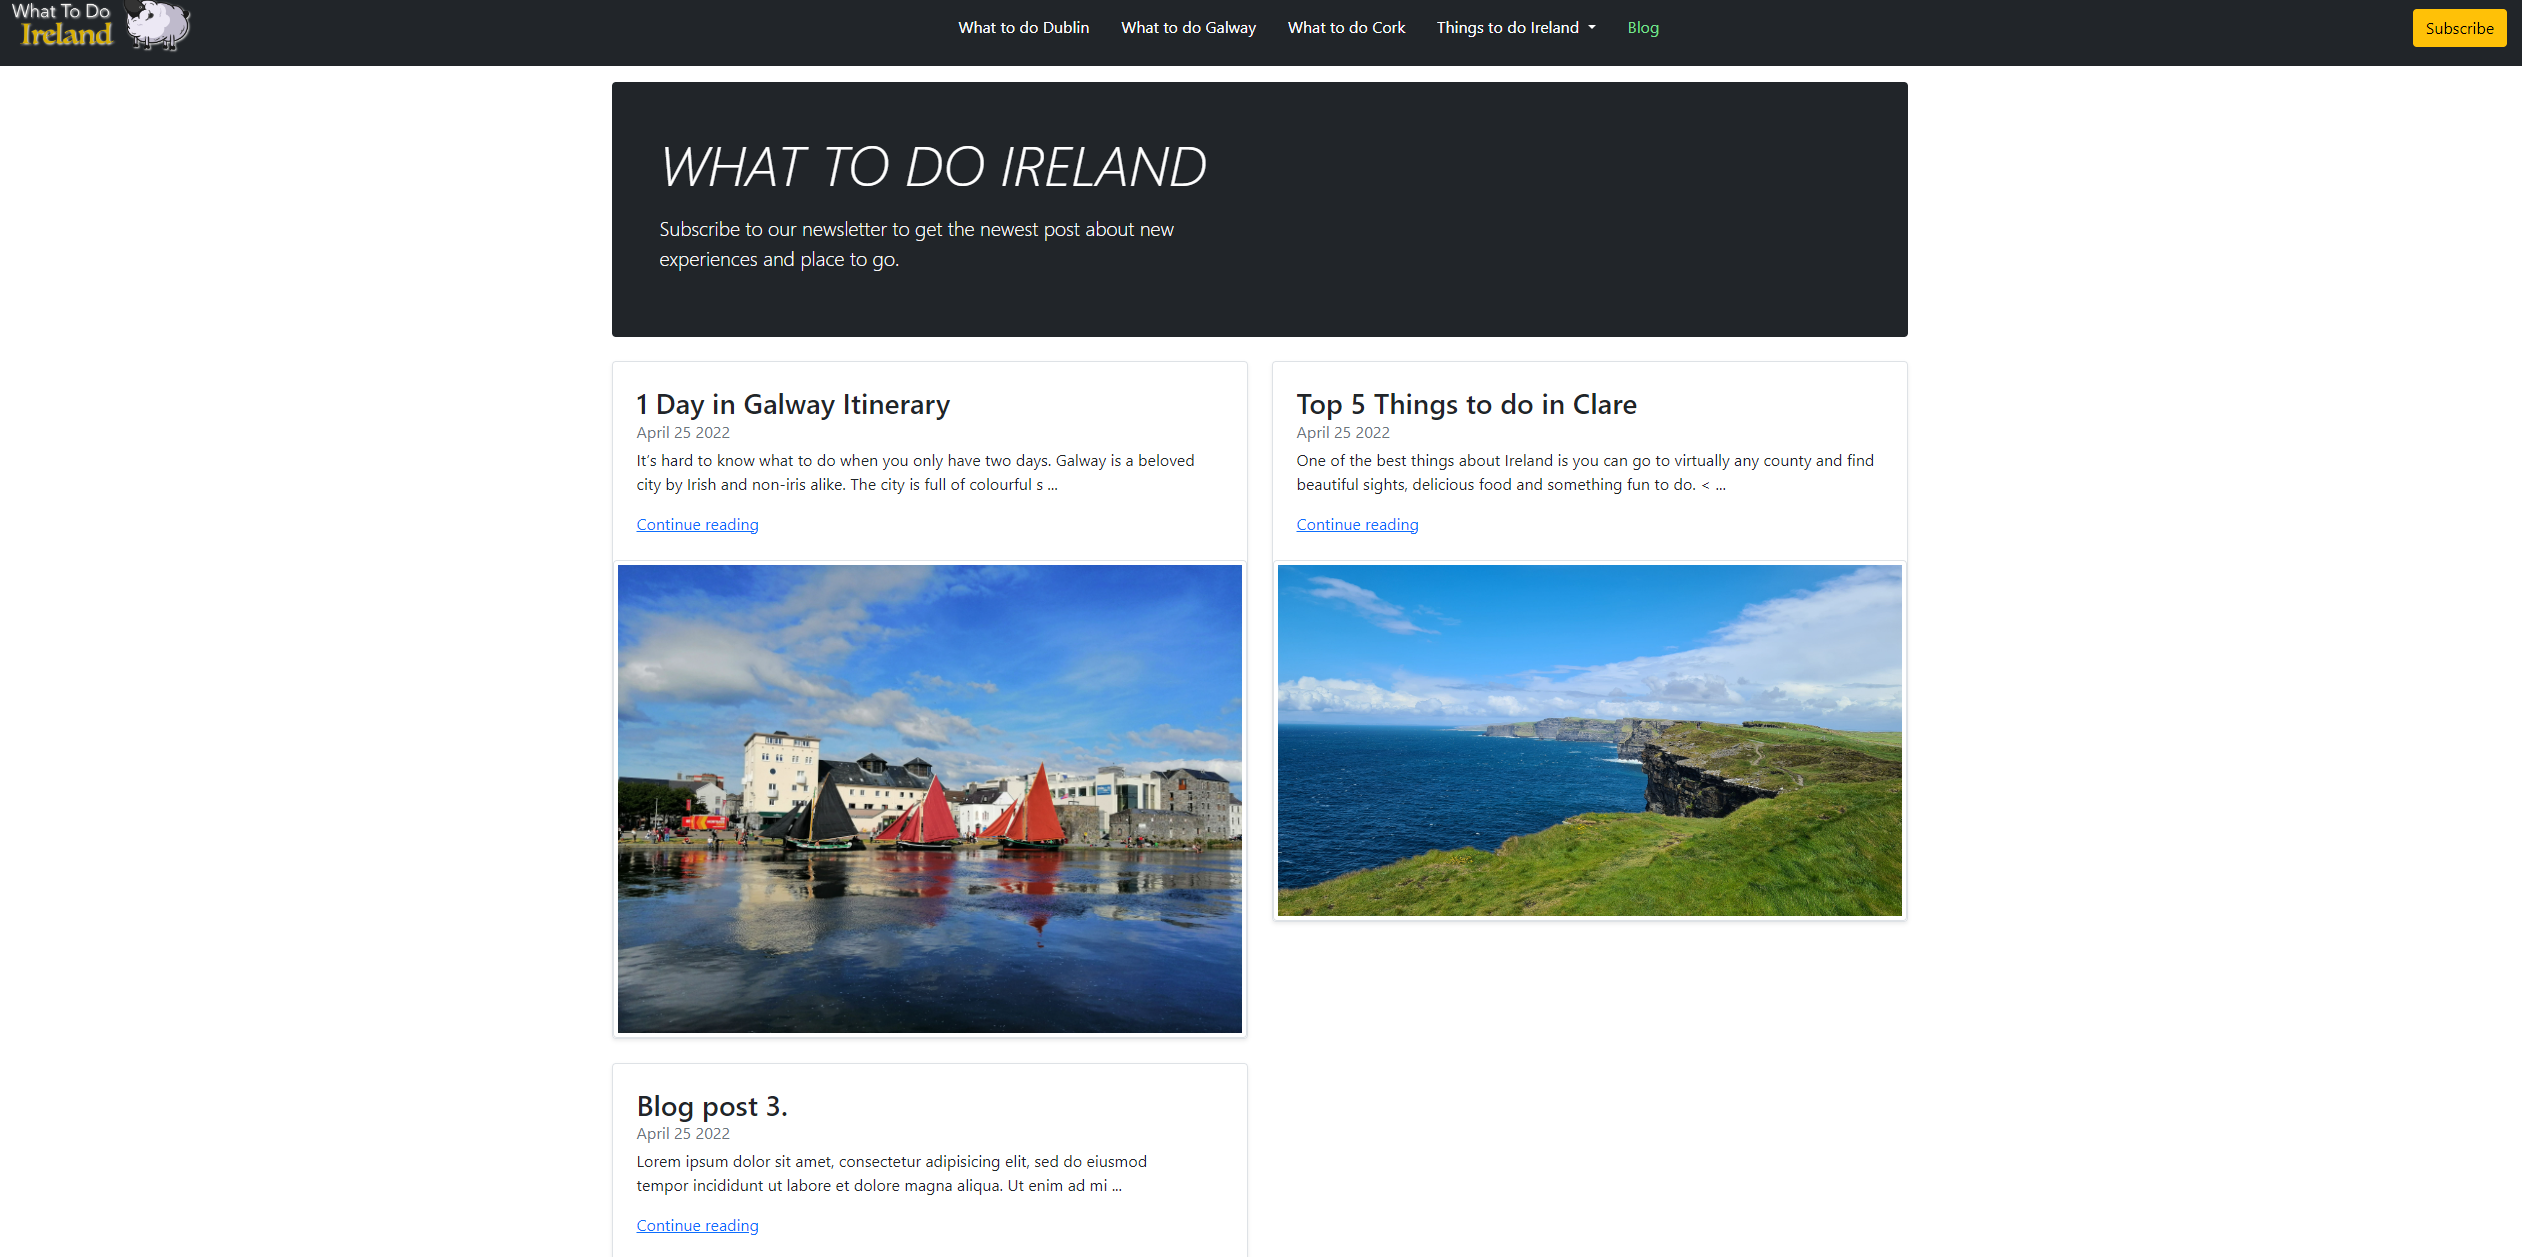 What To Do
Ireland
What to do Dublin
What to do Galway
What to do Cork
Things to do Ireland
Blog
Subscribe
WHAT TO DO IRELAND
Subscribe to our newsletter to get the newest post about new
experiences and place to go.
1 Day in Galway Itinerary
April 25 2022
It’s hard to know what to do when you only have two days. Galway is a beloved
city by Irish and non-iris alike. The city is full of colourful s ...
Continue reading
Top 5 Things to do in Clare
April 25 2022
One of the best things about Ireland is you can go to virtually any county and find
beautiful sights, delicious food and something fun to do. < ...
Continue reading
Blog post 3.
April 25 2022
Lorem ipsum dolor sit amet, consectetur adipisicing elit, sed do eiusmod
tempor incididunt ut labore et dolore magna aliqua. Ut enim ad mi ...
Continue reading